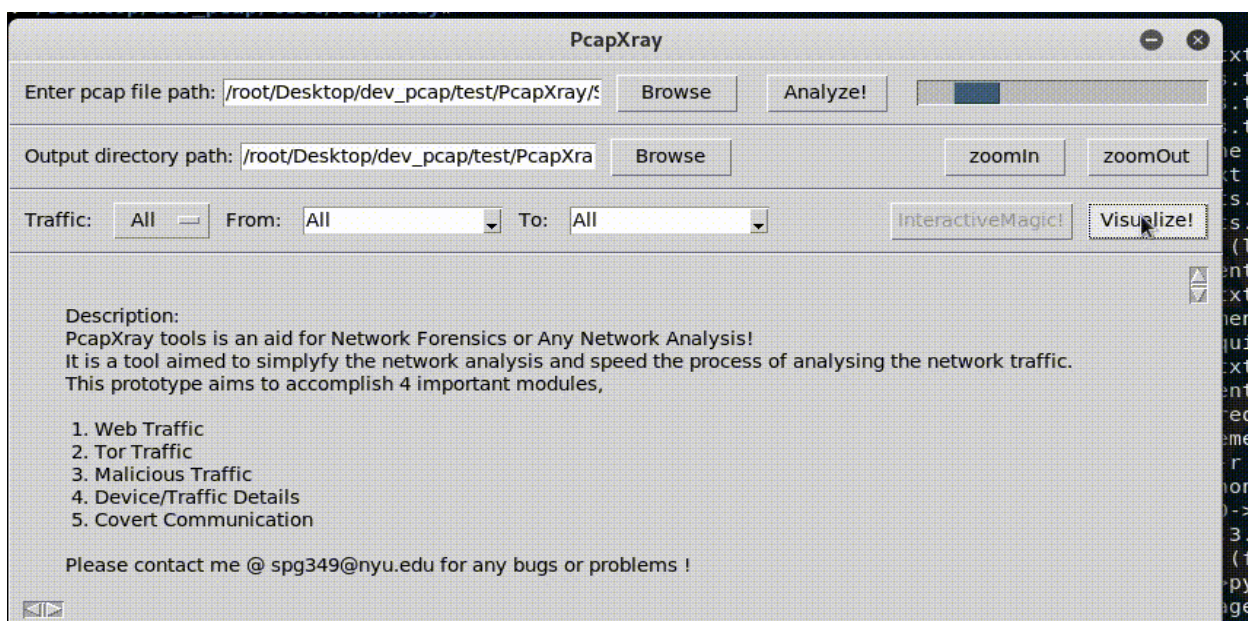 PcapXray
Enter pcap file path: /root/Desktop/dev_pcap/test/PcapXray/ Browse Analyze!
Output directory path: /root/Desktop/dev_pcap/test/PcapXra Browse zoomIn zoomOut
Traffic: All From: All To: All InteractiveMagic! Visualize!
Description:
PcapXray tools is an aid for Network Forensics or Any Network Analysis!
It is a tool aimed to simplyfy the network analysis and speed the process of analysing the network traffic.
This prototype aims to accomplish 4 important modules,
1. Web Traffic
2. Tor Traffic
3. Malicious Traffic
4. Device/Traffic Details
5. Covert Communication
Please contact me @ spg349@nyu.edu for any bugs or problems !